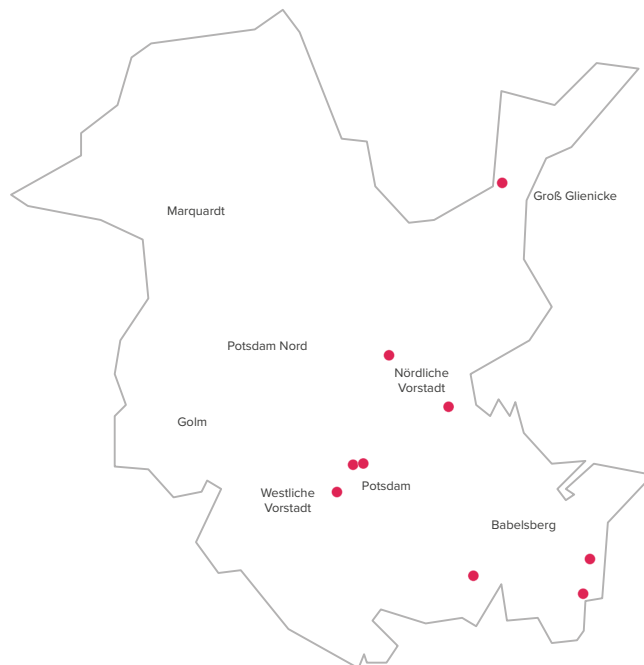 Groß Glienicke
Marquardt
Potsdam Nord
Nördliche
Vorstadt
Golm
Potsdam
Westliche
Vorstadt
Babelsberg